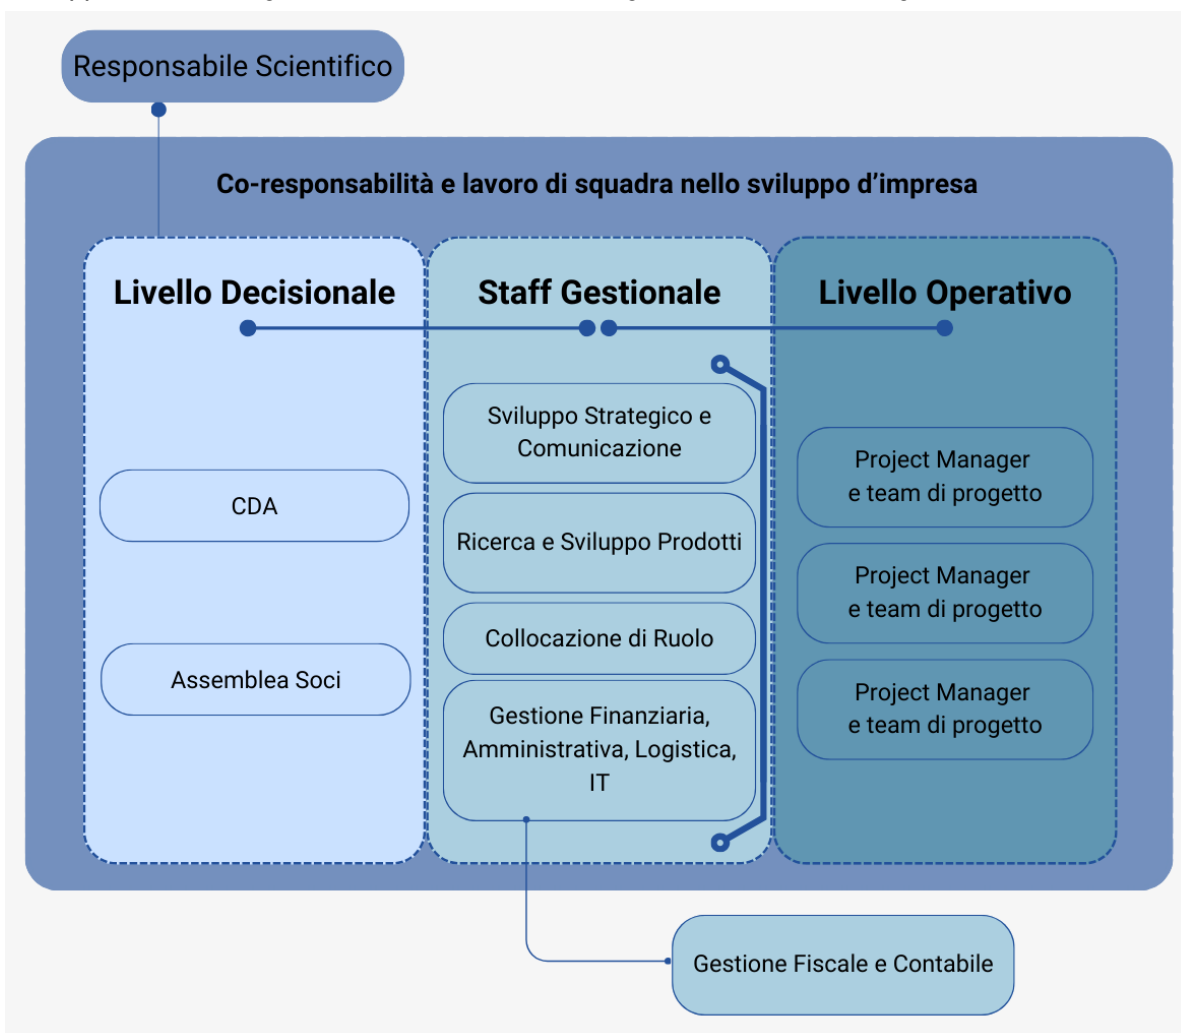 Responsabile Scientifico
Co-responsabilità e lavoro di squadra nello sviluppo d’impresa
Livello Decisionale
CDA
Assemblea Soci
Staff Gestionale
Sviluppo Strategico e
Comunicazione
Ricerca e Sviluppo Prodotti
Collocazione di Ruolo
Gestione Finanziaria,
Amministrativa, Logistica,
IT
Livello Operativo
Project Manager
e team di progetto
Project Manager
e team di progetto
Project Manager
e team di progetto
Gestione Fiscale e Contabile